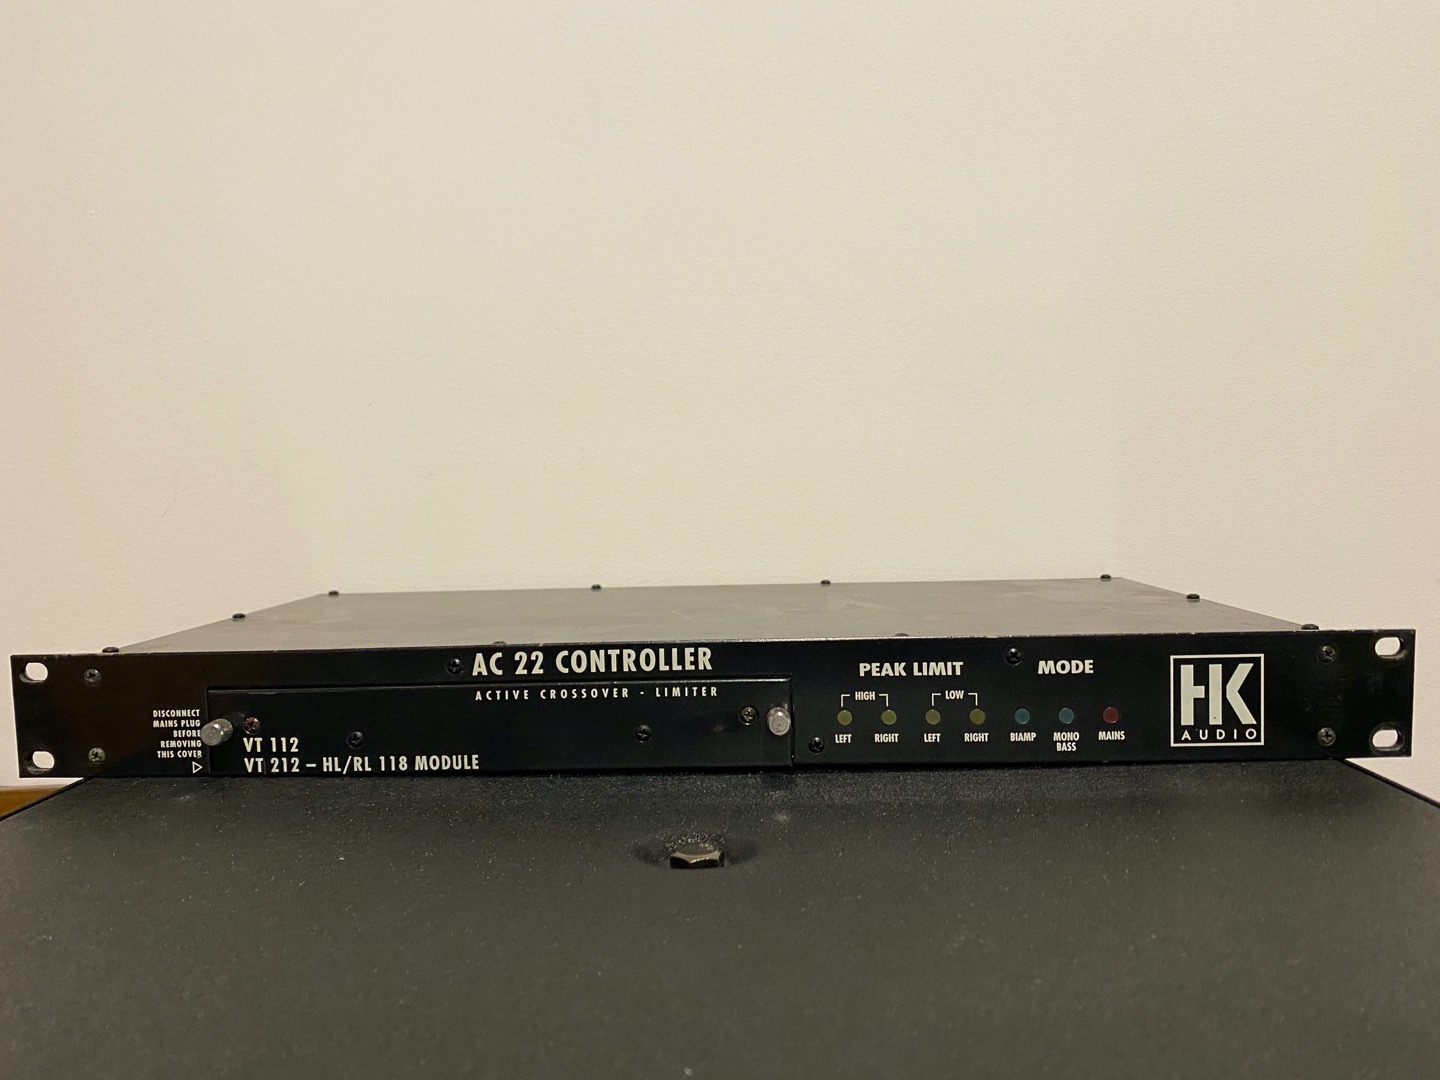 AC 22 CONTROLLER
ACTIVE CROSSOVER - LIMITER
DISCONNECT
MAINS PLUG
BEFORE
REMOVING
THIS COVER
VT 112
VT 212 – HL/RL 118 MODULE
PEAK LIMIT
HIGH
LOW
LEFT
RIGHT
LEFT
RIGHT
MODE
BIAMP
MONO
BASS
MAINS
HK
AUDIO